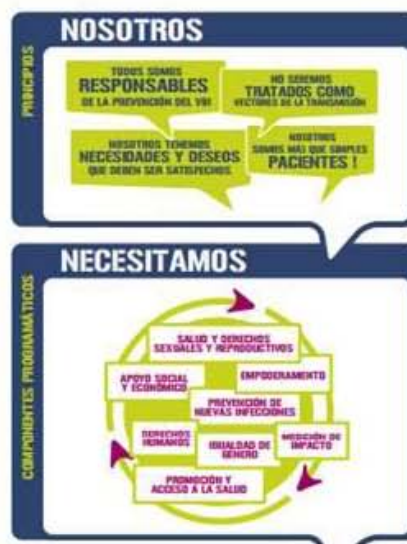 NOSOTROS
PRINCIPIOS
TODOS SOMOS
RESPONSABLES
DE LA PREVENCIÓN DEL VIH
NO SEREMOS
TRATADOS COMO
VECTORES DE LA TRANSMISIÓN
NOSOTROS TENEMOS
NECESIDADES Y DESEOS
QUE DEBEN SER SATISFECHOS
NOSOTROS
SOMOS MÁS QUE SIMPLES
PACIENTES !
NECESITAMOS
COMPONENTES PROGRAMÁTICOS
SALUD Y DERECHOS
SEXUALES Y REPRODUCTIVOS
APOYO SOCIAL
Y ECONÓMICO
EMPODERAMIENTO
PREVENCIÓN DE
NUEVAS INFECCIONES
DERECHOS
HUMANOS
IGUALDAD DE
GÉNERO
MEDICIÓN DE
IMPACTO
PROMOCIÓN Y
ACCESO A LA SALUD